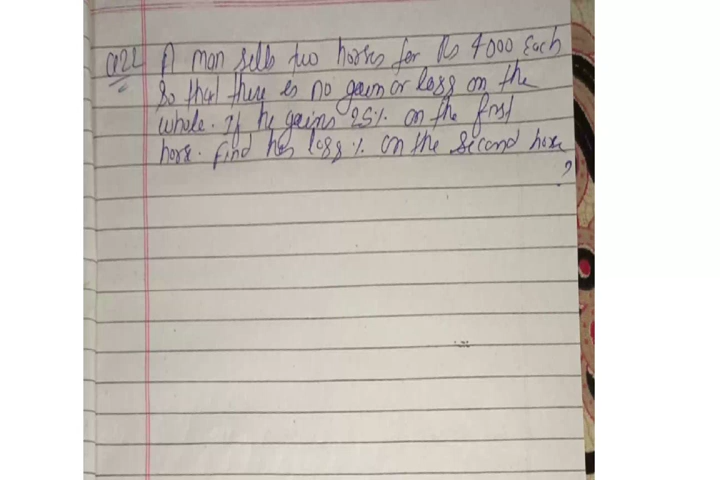 Q22 A man sells two horses for Rs 4000 Each
So that there is no gain or loss on the
whole. If he gains 25% on the first
horse. Find his loss % on the second horse
?